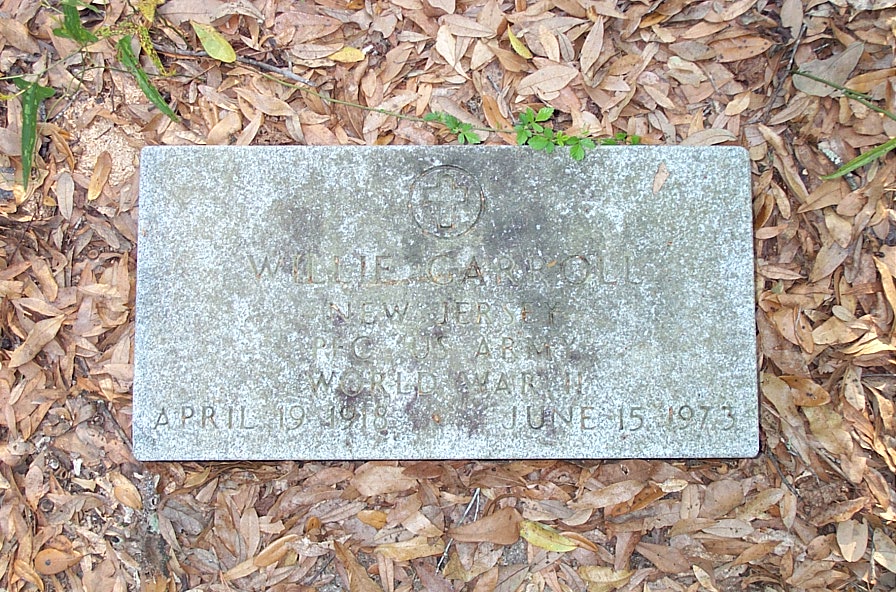 WILLIE CARROLL
NEW JERSEY
PFC US ARMY
WORLD WAR II
APRIL 19 1918 JUNE 15 1973